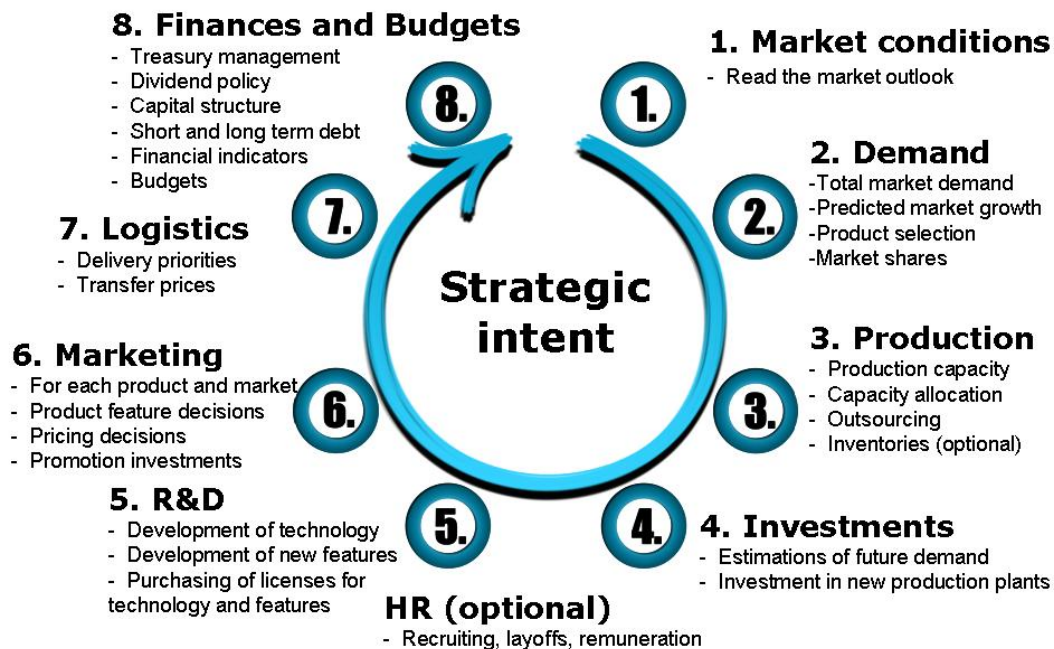 8. Finances and Budgets
- Treasury management
- Dividend policy
- Capital structure
- Short and long term debt
- Financial indicators
- Budgets
1. Market conditions
- Read the market outlook
8.
1.
2. Demand
-Total market demand
-Predicted market growth
-Product selection
-Market shares
7.
2.
7. Logistics
- Delivery priorities
- Transfer prices
Strategic
intent
3. Production
- Production capacity
- Capacity allocation
- Outsourcing
- Inventories (optional)
6. Marketing
- For each product and market
- Product feature decisions
- Pricing decisions
- Promotion investments
6.
3.
5. R&D
- Development of technology
- Development of new features
- Purchasing of licenses for
technology and features
5.
4.
4. Investments
- Estimations of future demand
- Investment in new production plants
HR (optional)
- Recruiting, layoffs, remuneration